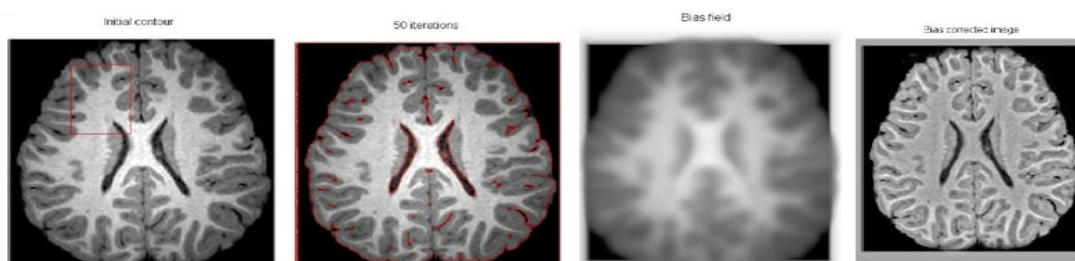 Initial contour
50 iterations
Bias field
Bias corrected image